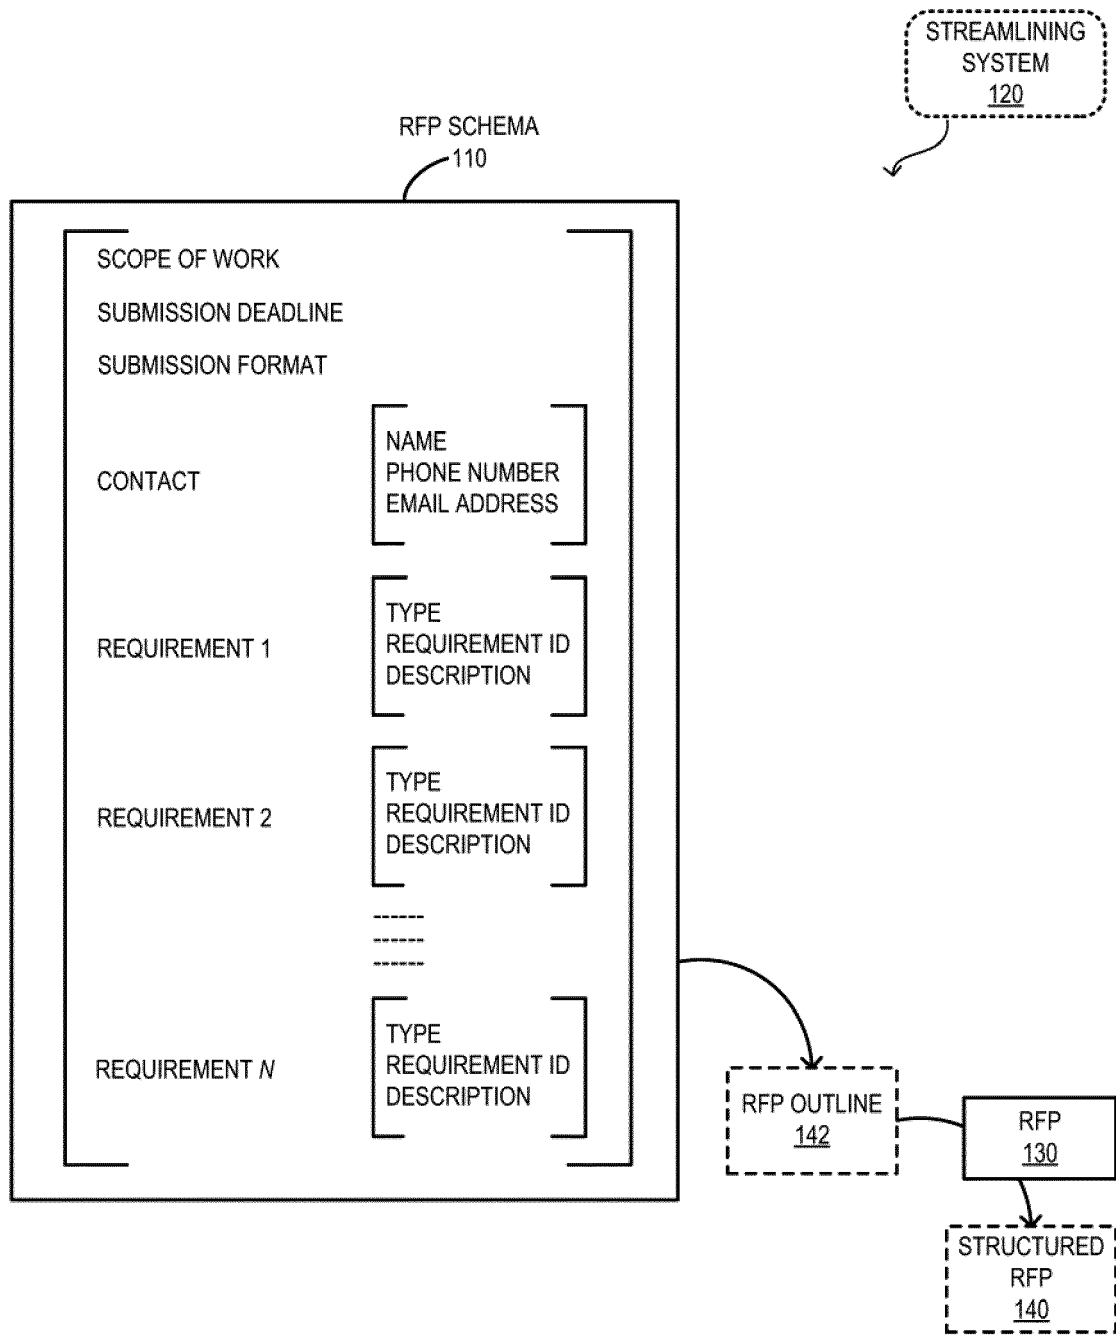 STREAMLINING
SYSTEM
120
RFP SCHEMA
110
SCOPE OF WORK
SUBMISSION DEADLINE
SUBMISSION FORMAT
CONTACT
NAME
PHONE NUMBER
EMAIL ADDRESS
REQUIREMENT 1
TYPE
REQUIREMENT ID
DESCRIPTION
REQUIREMENT 2
TYPE
REQUIREMENT ID
DESCRIPTION
REQUIREMENT N
TYPE
REQUIREMENT ID
DESCRIPTION
RFP OUTLINE
142
RFP
130
STRUCTURED
RFP
140